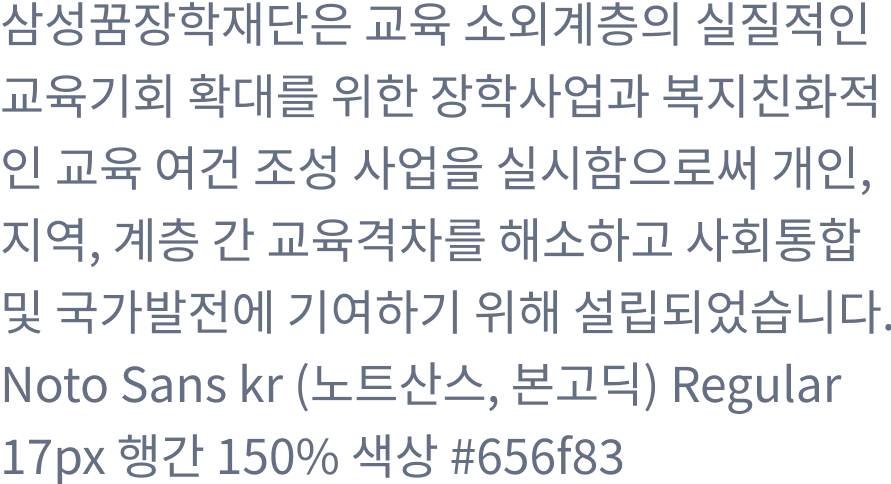 삼성꿈장학재단은 교육 소외계층의 실질적인
교육기회 확대를 위한 장학사업과 복지친화적
인 교육 여건 조성 사업을 실시함으로써 개인,
지역, 계층 간 교육격차를 해소하고 사회통합
및 국가발전에 기여하기 위해 설립되었습니다.
Noto Sans kr (노트산스, 본고딕) Regular
17px 행간 150% 색상 #656f83